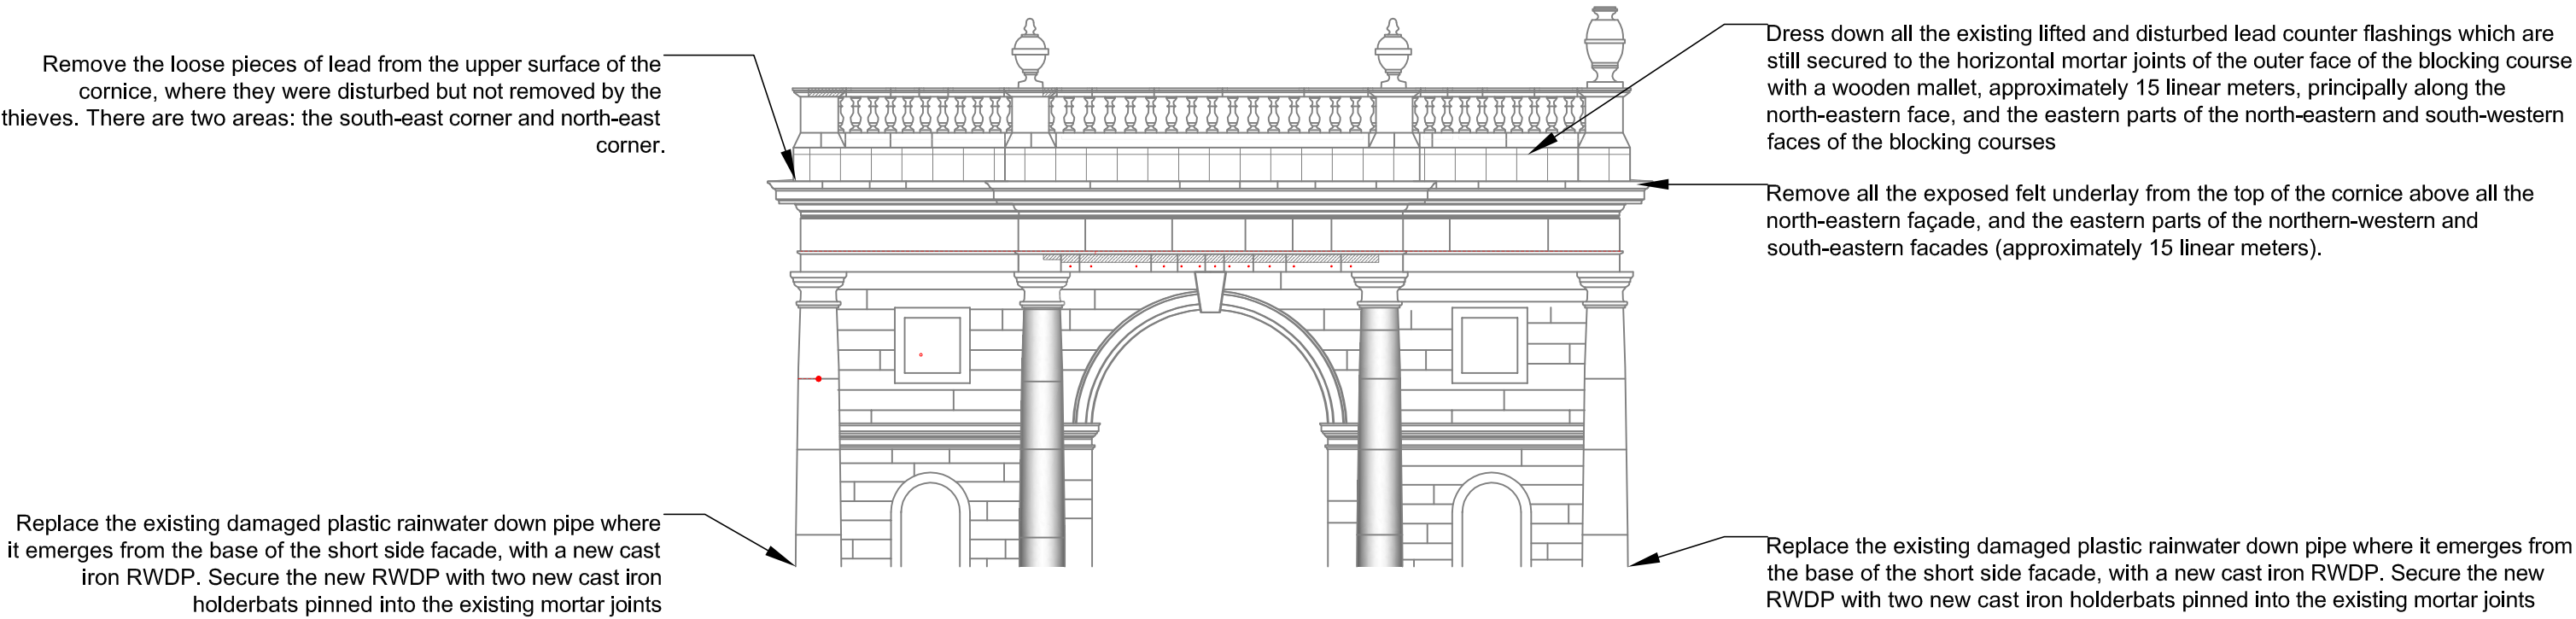 Remove the loose pieces of lead from the upper surface of the
cornice, where they were disturbed but not removed by the
thieves. There are two areas: the south-east corner and north-east
corner.
Dress down all the existing lifted and disturbed lead counter flashings which are
still secured to the horizontal mortar joints of the outer face of the blocking course
with a wooden mallet, approximately 15 linear meters, principally along the
north-eastern face, and the eastern parts of the north-eastern and south-western
faces of the blocking courses
Remove all the exposed felt underlay from the top of the cornice above all the
north-eastern façade, and the eastern parts of the northern-western and
south-eastern facades (approximately 15 linear meters).
Replace the existing damaged plastic rainwater down pipe where
it emerges from the base of the short side facade, with a new cast
iron RWDP. Secure the new RWDP with two new cast iron
holderbats pinned into the existing mortar joints
Replace the existing damaged plastic rainwater down pipe where it emerges from
the base of the short side facade, with a new cast iron RWDP. Secure the new
RWDP with two new cast iron holderbats pinned into the existing mortar joints